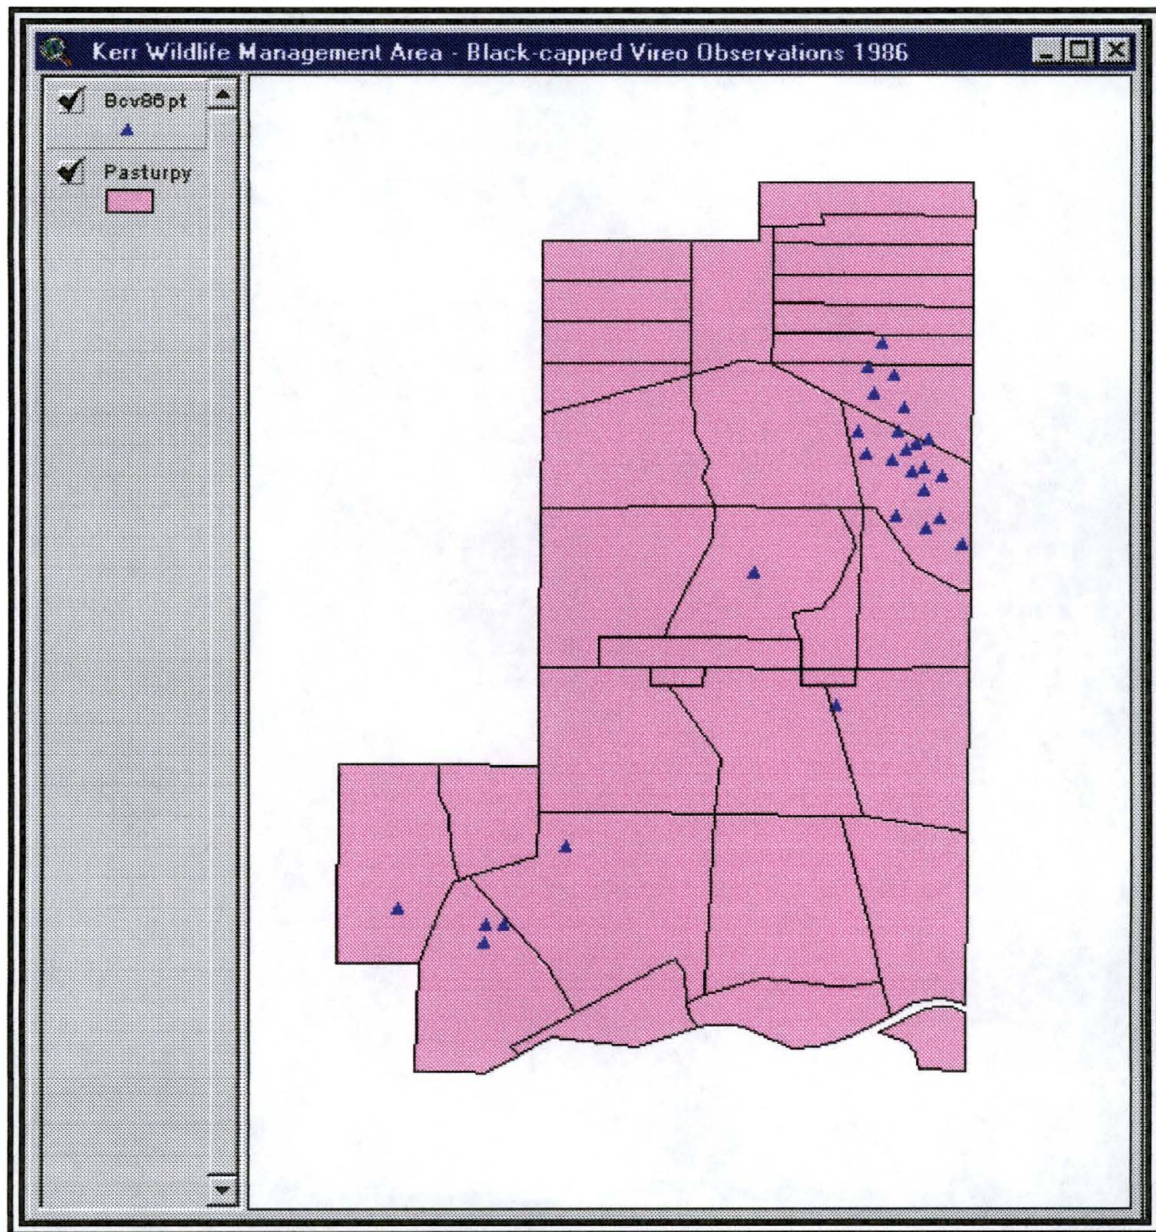 Kerr Wildlife Management Area - Black-capped Vireo Observations 1986
Bcv86pt
Pasturpy